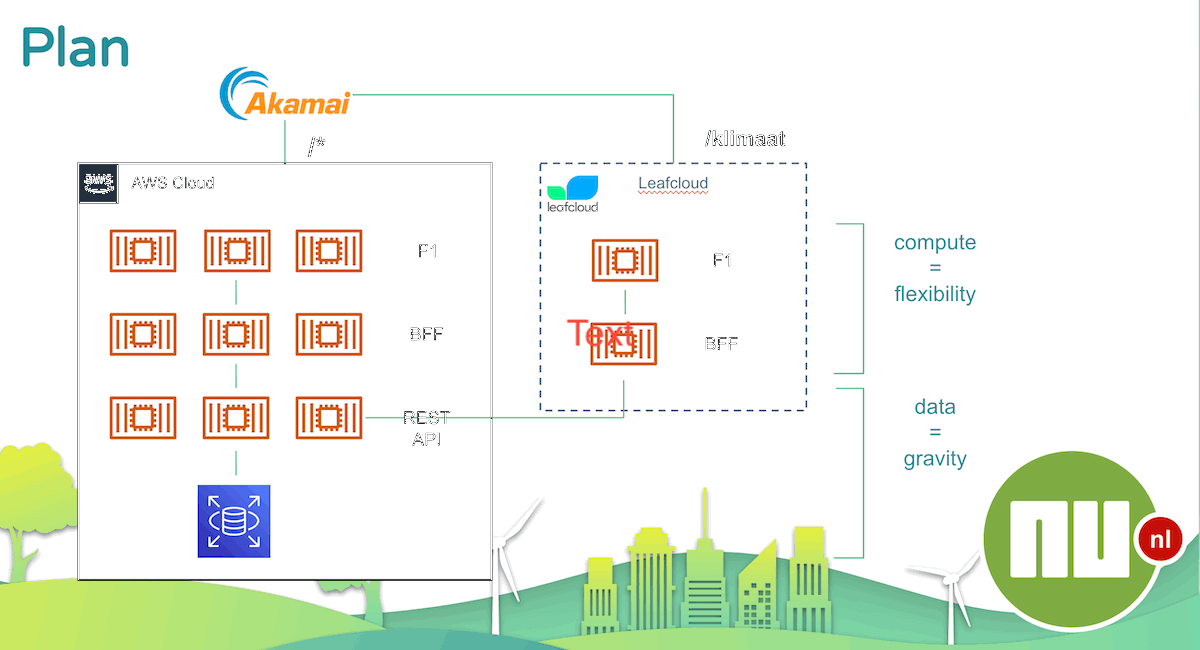 Plan
Akamai
/*
/klimaat
aws
AWS Cloud
leafcloud
Leafcloud
F1
F1
compute
=
flexibility
BFF
Text
BFF
REST
API
data
=
gravity
nu
nl